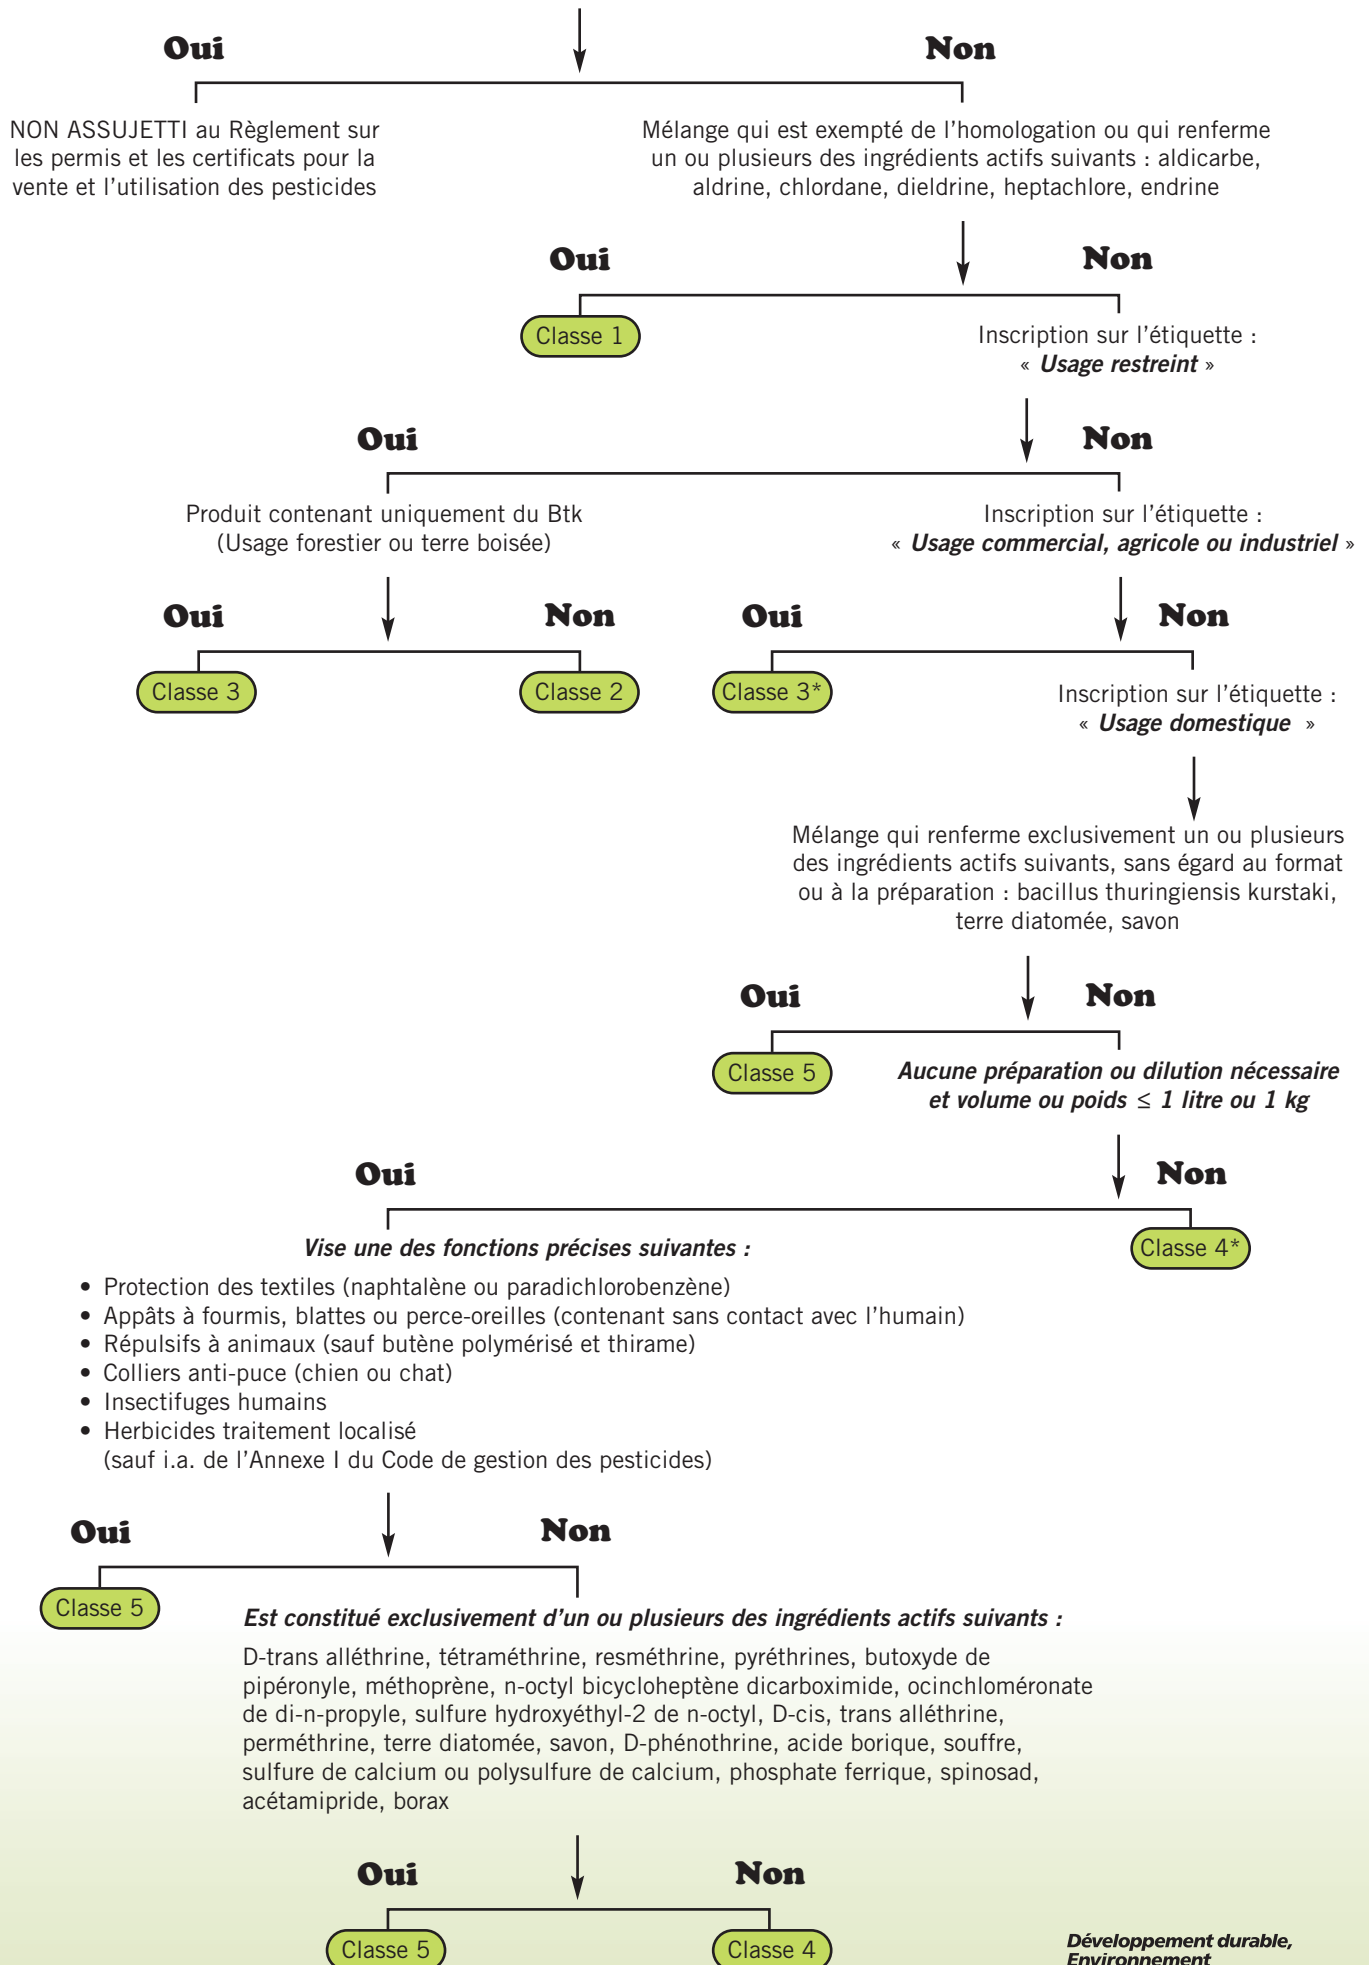 Oui
Non
NON ASSUJETTI au Règlement sur
les permis et les certificats pour la
vente et l'utilisation des pesticides
Mélange qui est exempté de l'homologation ou qui renferme
un ou plusieurs des ingrédients actifs suivants : aldicarbe,
aldrine, chlordane, dieldrine, heptachlore, endrine
Oui
Non
Classe 1
Inscription sur l'étiquette :
« Usage restreint »
Oui
Non
Produit contenant uniquement du Btk
(Usage forestier ou terre boisée)
Inscription sur l'étiquette :
« Usage commercial, agricole ou industriel »
Oui
Non
Oui
Non
Classe 3
Classe 2
Classe 3*
Inscription sur l'étiquette :
« Usage domestique »
Mélange qui renferme exclusivement un ou plusieurs
des ingrédients actifs suivants, sans égard au format
ou à la préparation : bacillus thuringiensis kurstaki,
terre diatomée, savon
Oui
Non
Classe 5
Aucune préparation ou dilution nécessaire
et volume ou poids ≤ 1 litre ou 1 kg
Oui
Non
Classe 4*
Vise une des fonctions précises suivantes :
• Protection des textiles (naphtalène ou paradichlorobenzène)
• Appâts à fourmis, blattes ou perce-oreilles (contenant sans contact avec l'humain)
• Répulsifs à animaux (sauf butène polymérisé et thirame)
• Colliers anti-puce (chien ou chat)
• Insectifuges humains
• Herbicides traitement localisé
(sauf i.a. de l'Annexe I du Code de gestion des pesticides)
Oui
Non
Classe 5
Est constitué exclusivement d'un ou plusieurs des ingrédients actifs suivants :
D-trans alléthrine, tétraméthrine, resméthrine, pyréthrines, butoxyde de
pipéronyle, méthoprène, n-octyl bicycloheptène dicarboximide, ocinchloméronate
de di-n-propyle, sulfure hydroxyéthyl-2 de n-octyl, D-cis, trans alléthrine,
perméthrine, terre diatomée, savon, D-phénothrine, acide borique, souffre,
sulfure de calcium ou polysulfure de calcium, phosphate ferrique, spinosad,
acétamipride, borax
Oui
Non
Classe 5
Classe 4
Développement durable,
Environnement